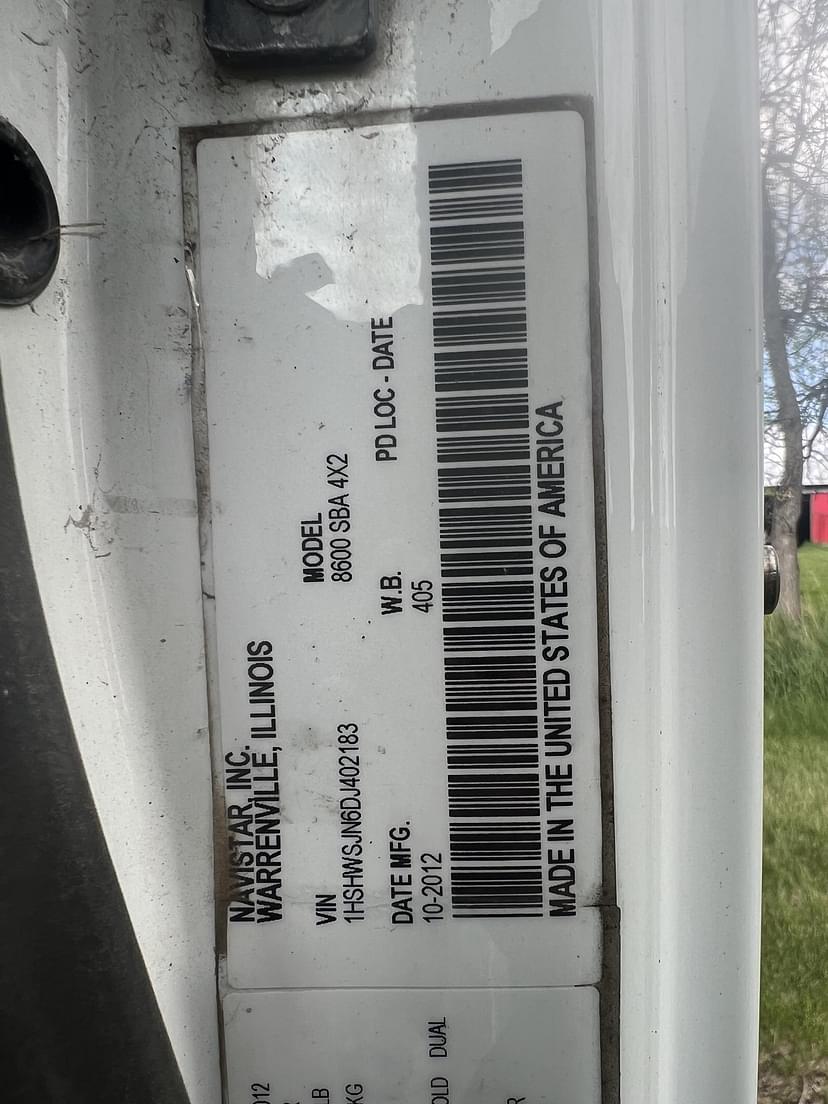 NAVISTAR, INC.
WARRENVILLE, ILLINOIS
VIN
1HSHWSJN6DJ402183
MODEL
8600 SBA 4X2
DATE MFG.
10-2012
W.B.
405
PD LOC - DATE
MADE IN THE UNITED STATES OF AMERICA
012
LB
KG
OLD DUAL
R